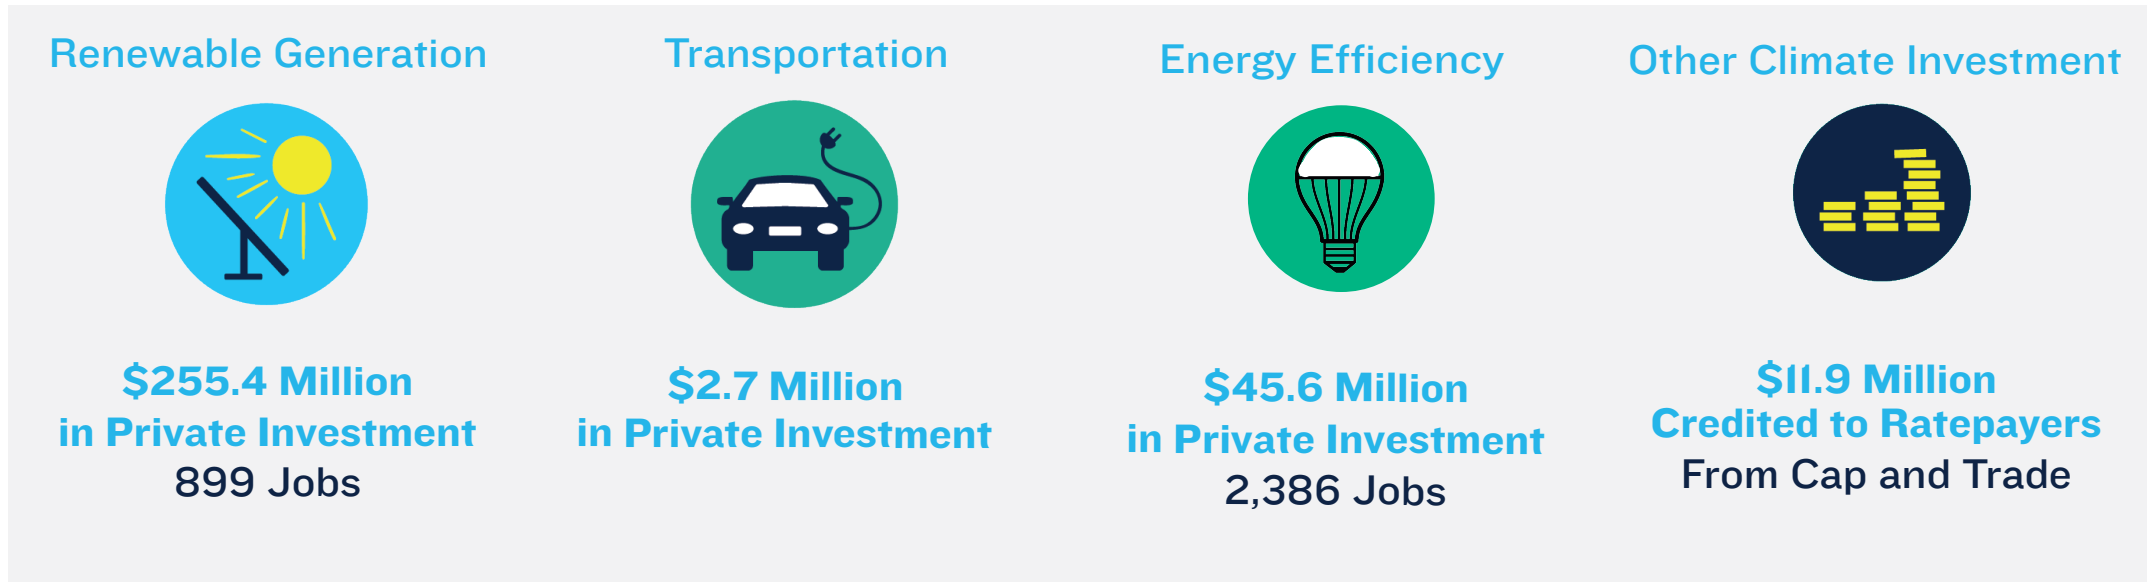 Renewable Generation
$255.4 Million
in Private Investment
899 Jobs
Transportation
$2.7 Million
in Private Investment
Energy Efficiency
$45.6 Million
in Private Investment
2,386 Jobs
Other Climate Investment
$11.9 Million
Credited to Ratepayers
From Cap and Trade